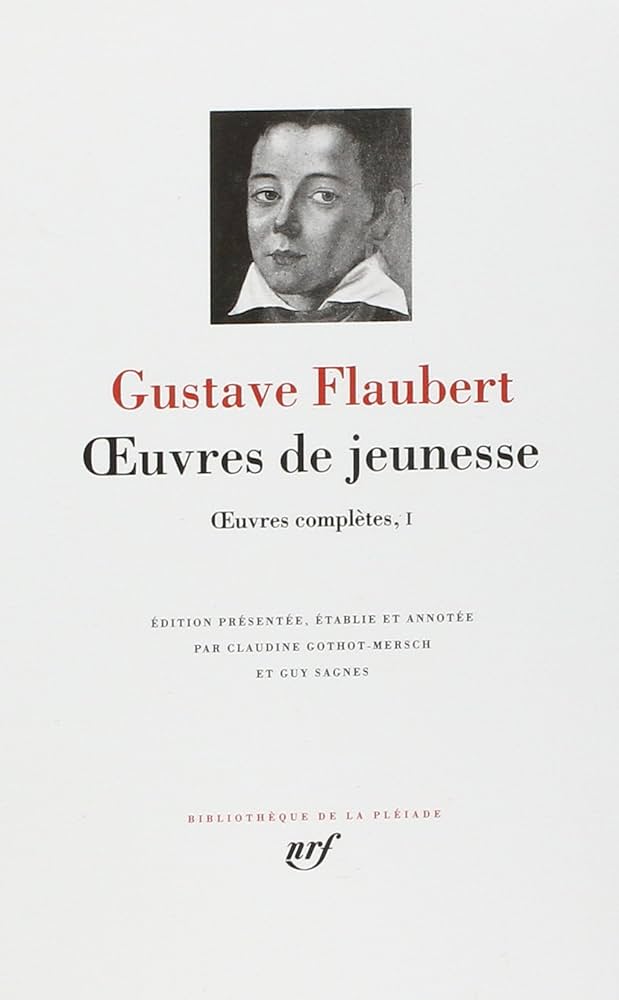 Gustave Flaubert
Œuvres de jeunesse
Œuvres complètes, I
ÉDITION PRÉSENTÉE, ÉTABLIE ET ANNOTÉE
PAR CLAUDINE GOTHOT-MERSCH
ET GUY SAGNES
BIBLIOTHÈQUE DE LA PLÉIADE
nrf